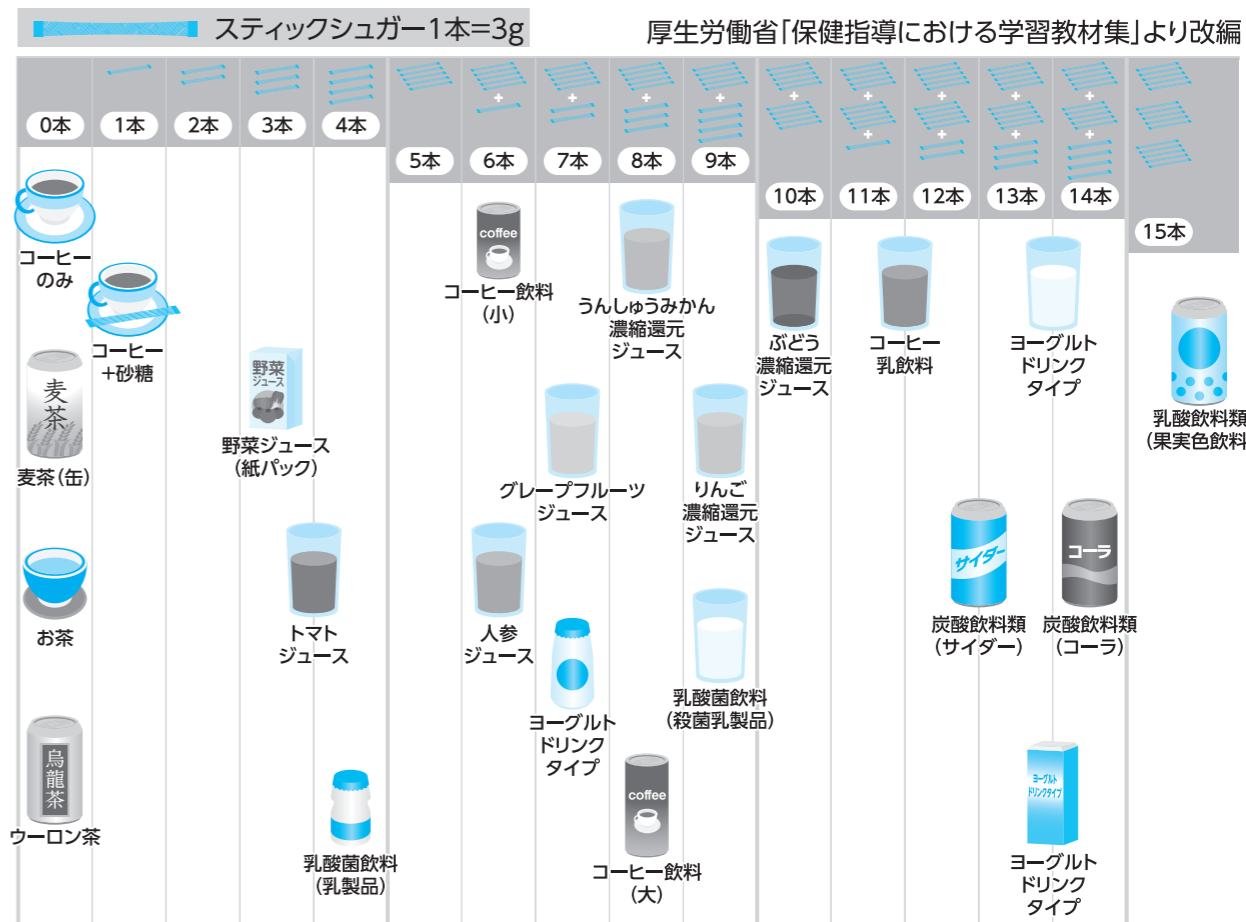 スティックシュガー1本=3g
厚生労働省「保健指導における学習教材集」より改編
0本
1本
2本
3本
4本
5本
6本
7本
8本
9本
10本
11本
12本
13本
14本
15本
+
+
+
+
+
+
+
+
+
+
+
+
+
コーヒー
のみ
コーヒー
+砂糖
麦茶
麦茶(缶)
お茶
烏龍茶
ウーロン茶
野菜
ジュース
野菜ジュース
(紙パック)
トマト
ジュース
乳酸菌飲料
(乳製品)
coffee
コーヒー飲料
(小)
人参
ジュース
グレープフルーツ
ジュース
ヨーグルト
ドリンク
タイプ
うんしゅうみかん
濃縮還元
ジュース
coffee
コーヒー飲料
(大)
りんご
濃縮還元
ジュース
乳酸菌飲料
(殺菌乳製品)
ぶどう
濃縮還元
ジュース
コーヒー
乳飲料
サイダー
炭酸飲料類
(サイダー)
ヨーグルト
ドリンク
タイプ
コーラ
炭酸飲料類
(コーラ)
ヨーグルト
ドリンクタイプ
ヨーグルト
ドリンク
タイプ
乳酸飲料類
(果実色飲料